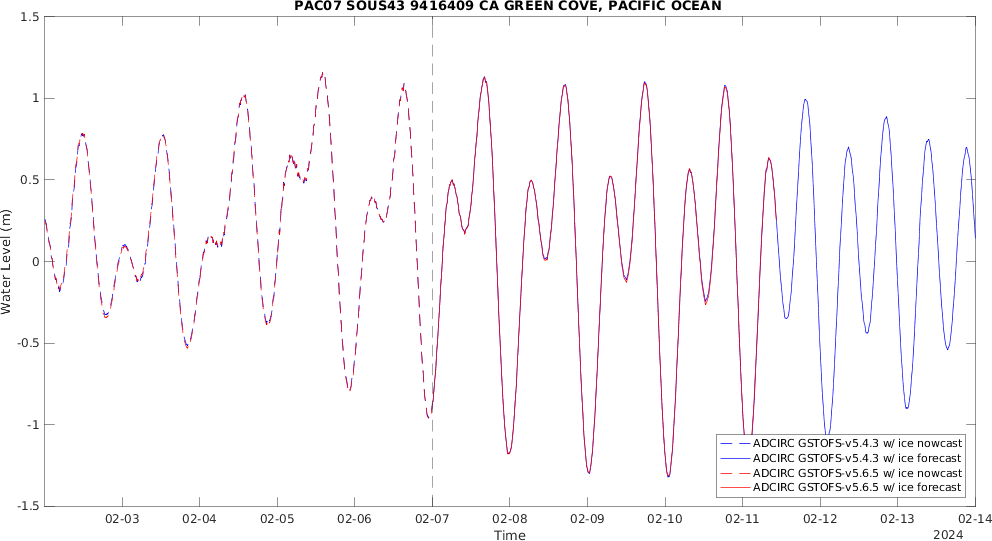 PAC07 SOUS43 9416409 CA GREEN COVE, PACIFIC OCEAN
1.5
1
0.5
0
-0.5
-1
-1.5
Water Level (m)
ADCIRC GSTOFS-v5.4.3 w/ ice nowcast
ADCIRC GSTOFS-v5.4.3 w/ ice forecast
ADCIRC GSTOFS-v5.6.5 w/ ice nowcast
ADCIRC GSTOFS-v5.6.5 w/ ice forecast
02-03 02-04 02-05 02-06 02-07 02-08 02-09 02-10 02-11 02-12 02-13 02-14
Time
2024